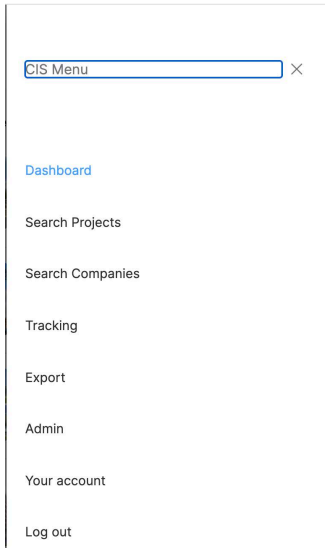 CIS Menu
Dashboard
Search Projects
Search Companies
Tracking
Export
Admin
Your account
Log out